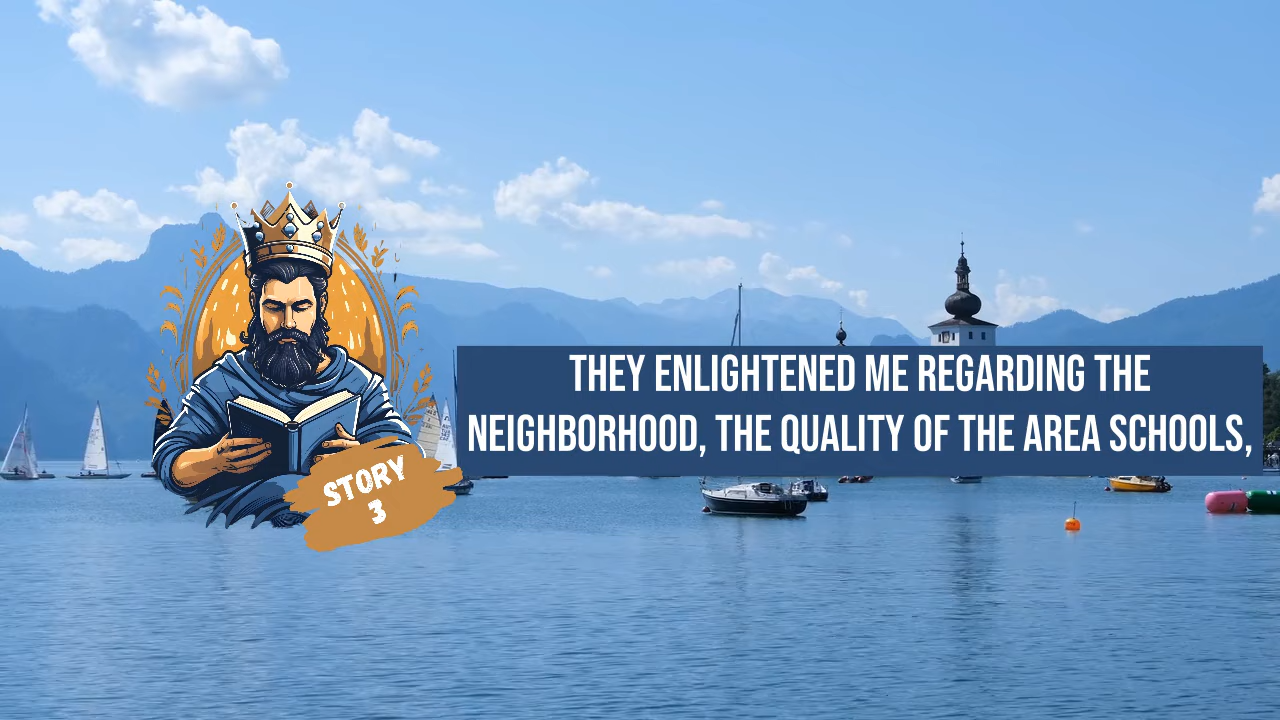 THEY ENLIGHTENED ME REGARDING THE
NEIGHBORHOOD, THE QUALITY OF THE AREA SCHOOLS,
STORY
3